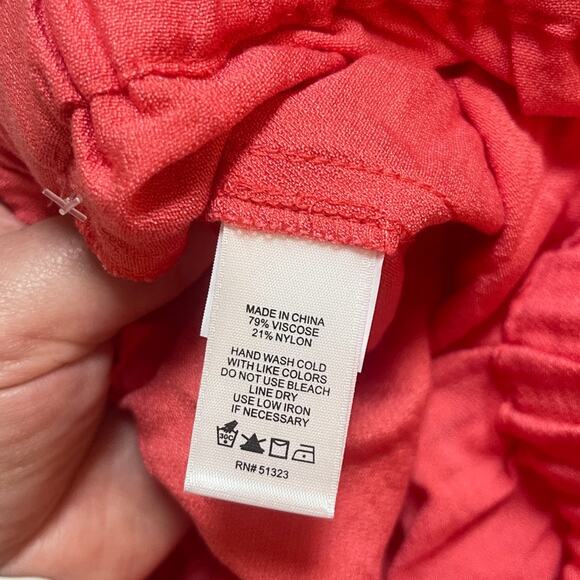 MADE IN CHINA
79% VISCOSE
21% NYLON
HAND WASH COLD
WITH LIKE COLORS
DO NOT USE BLEACH
LINE DRY
USE LOW IRON
IF NECESSARY
30C
RN# 51323